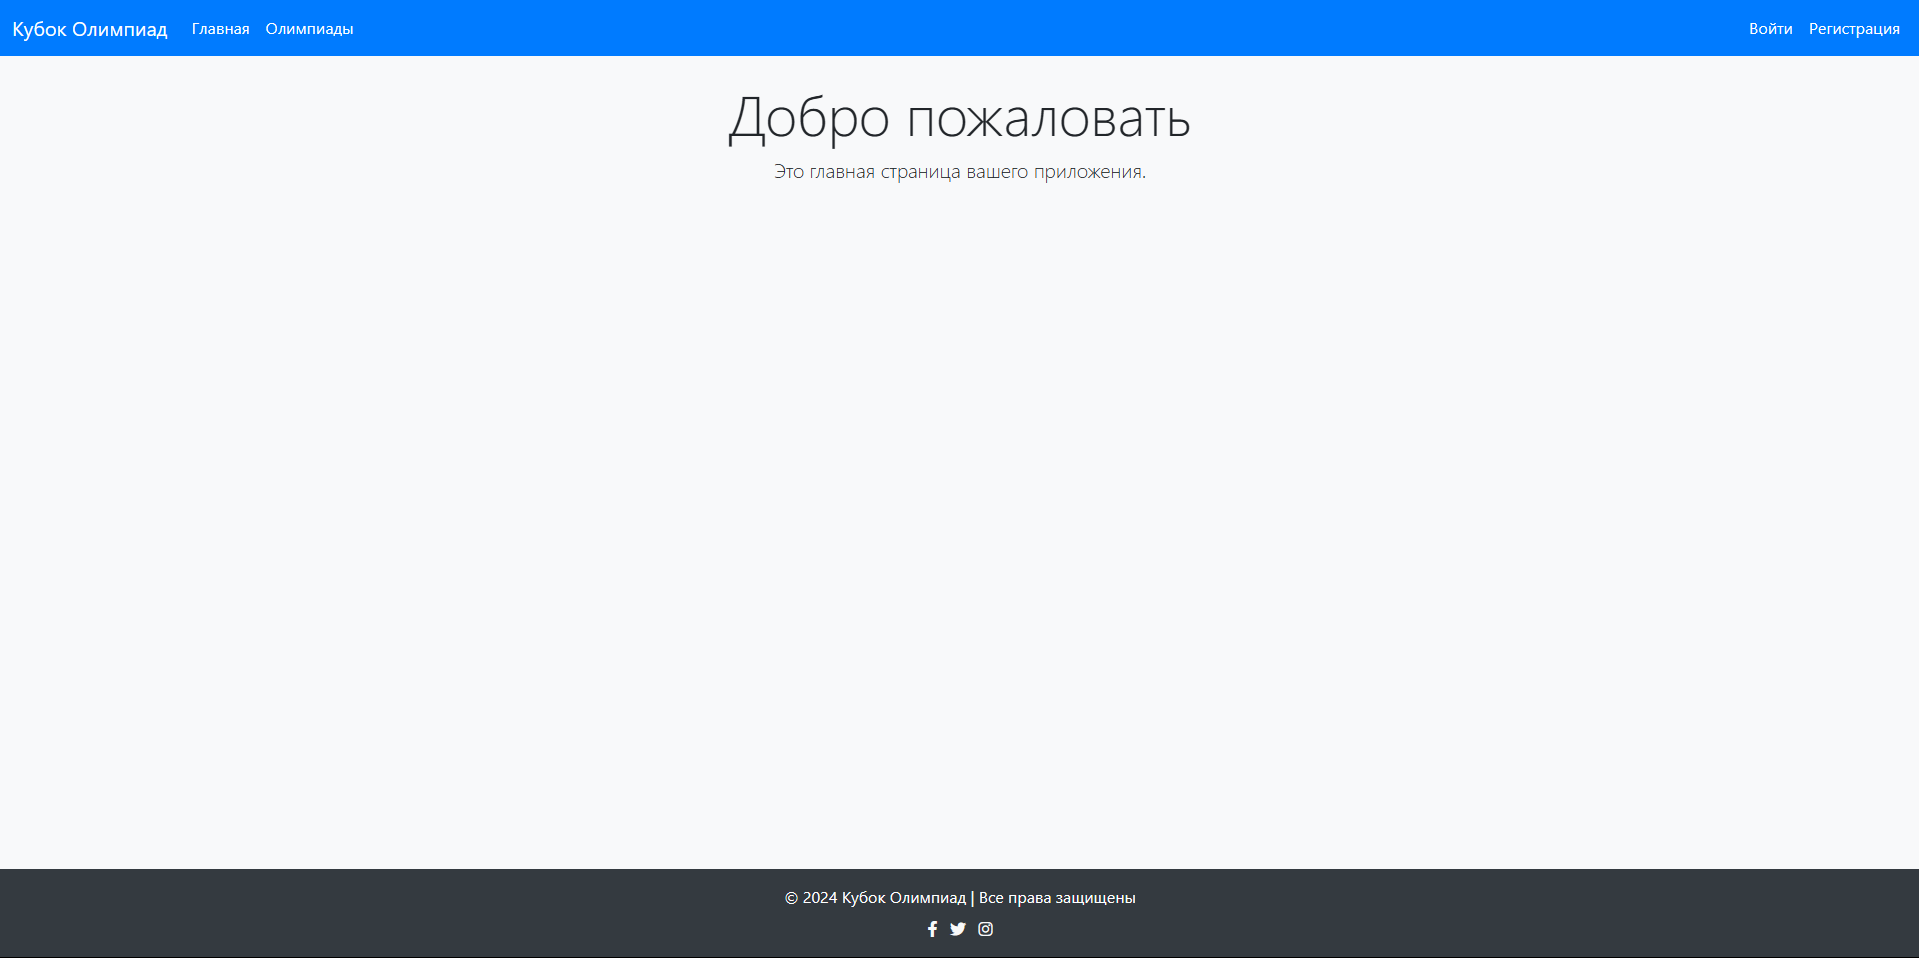 Кубок Олимпиад Главная Олимпиады Войти Регистрация
Добро пожаловать
Это главная страница вашего приложения.
© 2024 Кубок Олимпиад | Все права защищены